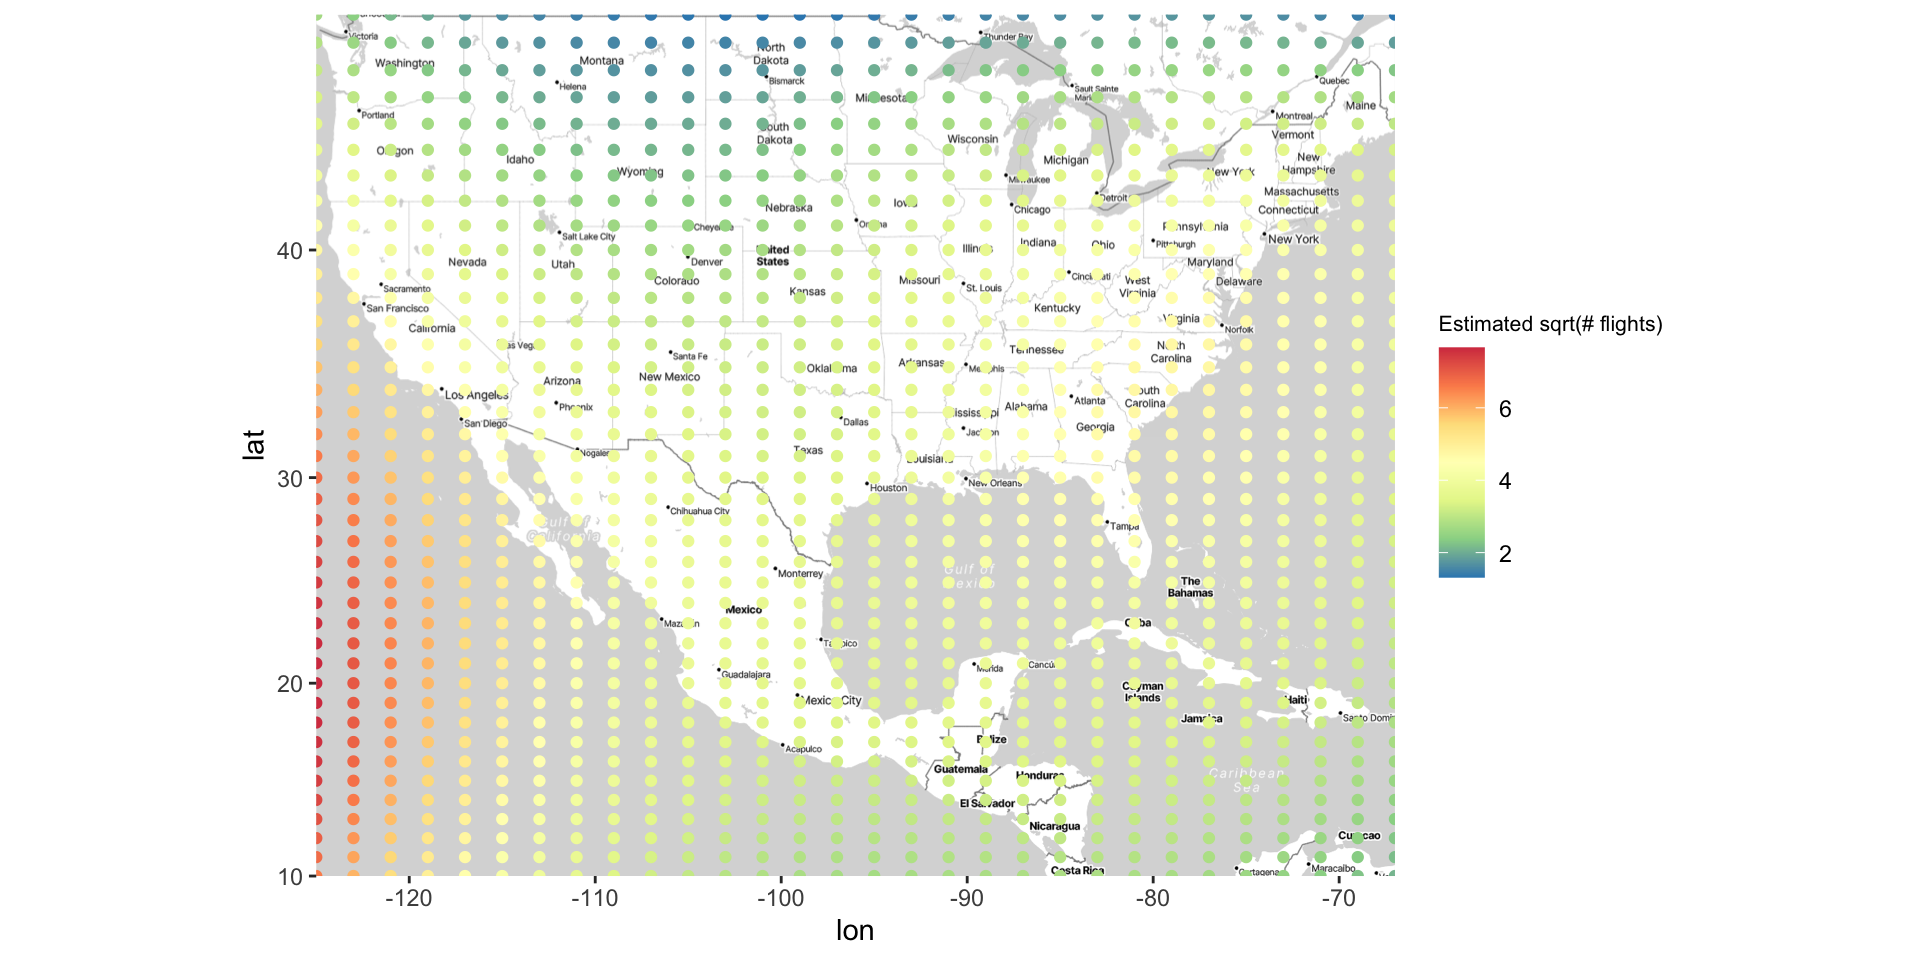 Victoria
Thunder Bay
Washington
Montana
North
Dakota
Helena
Bismarck
Quebec
Sault Sainte
Minnesota
Maine
Portland
Montreal
South
Dakota
Vermont
Oregon
Wisconsin
Idaho
Michigan
New
Hampshire
Wyoming
New York
Milwaukee
Massachusetts
Detroit
Iowa
Nebraska
Chicago
Connecticut
Omaha
Cheyenne
Pennsylvania
Salt Lake City
New York
Pittsburgh
Illinois
Indiana
Ohio
40
United
States
Nevada
Utah
Denver
Maryland
Colorado
Missouri
Cincinnati
West
Virginia
Delaware
Sacramento
Kansas
St. Louis
San Francisco
Kentucky
Virginia
California
Norfolk
Las Vegas
Santa Fe
Tennessee
North
Carolina
Oklahoma
Arkansas
Memphis
Arizona
New Mexico
Los Angeles
South
Carolina
Phoenix
Atlanta
Mississippi
Alabama
San Diego
Dallas
Jackson
Georgia
Nogales
Texas
Louisiana
30
Houston
New Orleans
Chihuahua City
Gulf of
California
Tampa
Monterrey
Gulf of
Mexico
The
Bahamas
Mexico
Mazatlán
Cuba
Tampico
Mérida
Cancún
Guadalajara
20
Cayman
Islands
Mexico City
Haiti
Jamaica
Santo Domin
Acapulco
Belize
Guatemala
Honduras
Caribbean
Sea
El Salvador
Nicaragua
Curacao
10
Costa Rica
Cartagena
Maracaibo
-120
-110
-100
-90
-80
-70
lon
lat
Estimated sqrt(# flights)
6
4
2